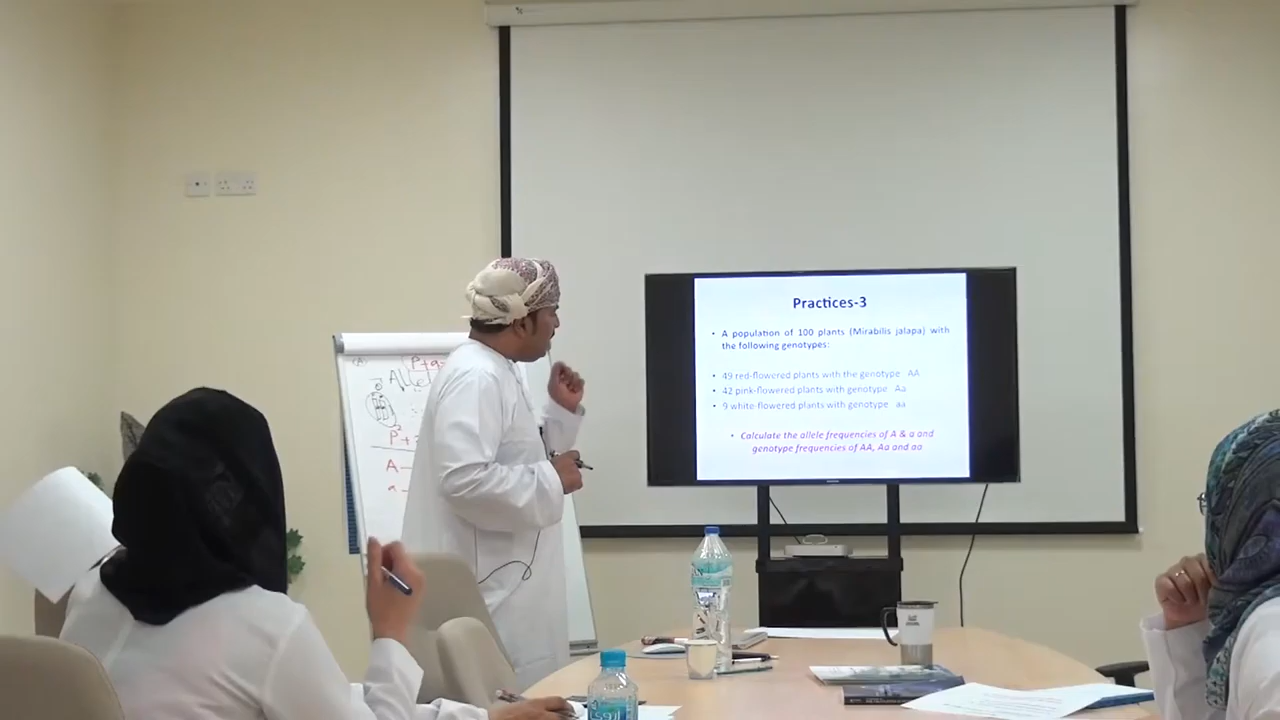 Practices-3
• A population of 100 plants (Mirabilis jalapa) with
the following genotypes:
• 49 red-flowered plants with the genotype AA
• 42 pink-flowered plants with genotype Aa
• 9 white-flowered plants with genotype aa
• Calculate the allele frequencies of A & a and
genotype frequencies of AA, Aa and aa
(A)
P+q
Allel
P²+
A —
a —